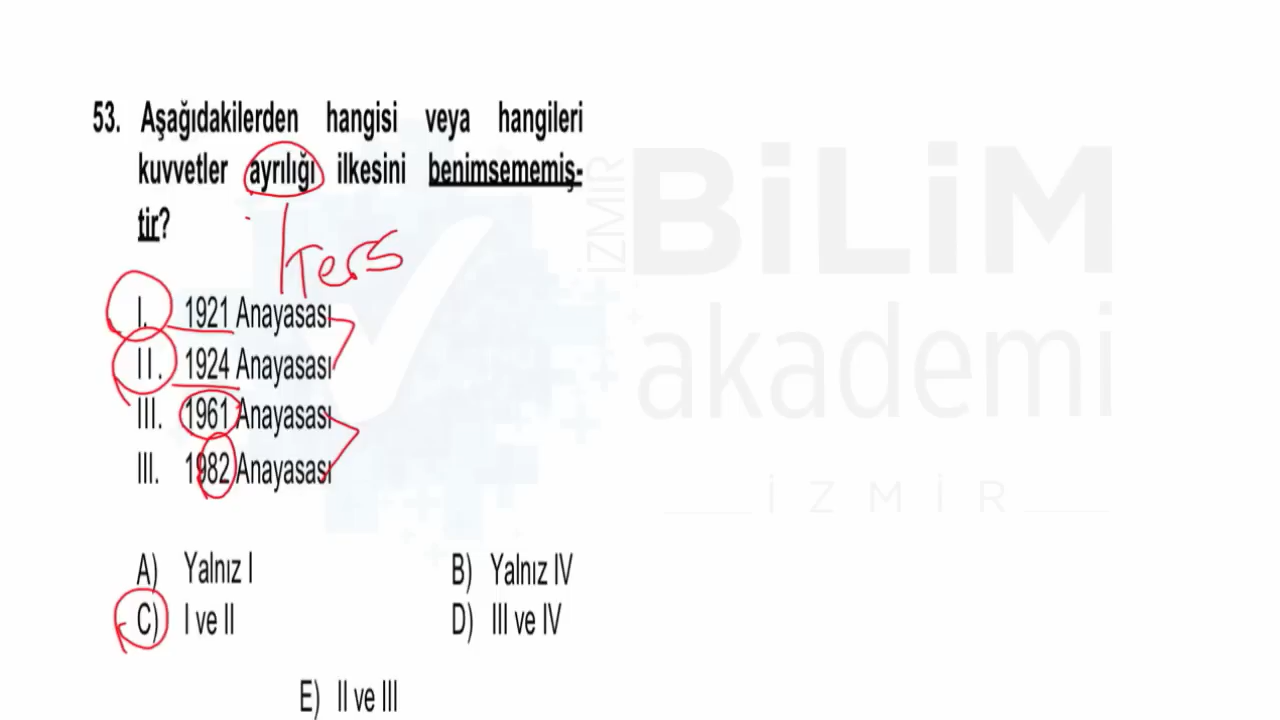 53. Aşağıdakilerden hangisi veya hangileri
kuvvetler ayrılığı ilkesini benimsememiş-
tir?
ters
I. 1921 Anayasası
II. 1924 Anayasası
III. 1961 Anayasası
III. 1982 Anayasası
A) Yalnız I
B) Yalnız IV
C) I ve II
D) III ve IV
E) II ve III
İZMİR
BiLiM
akademi
İZMİR